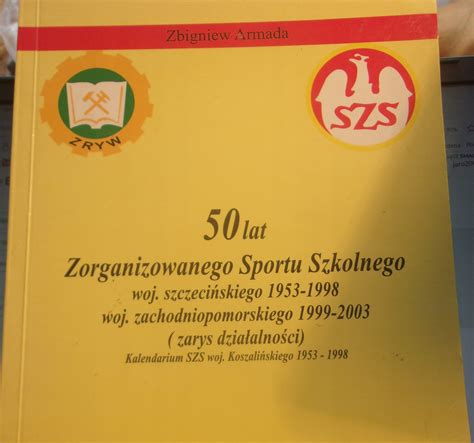 Zbigniew Armada
ZRYW
SZS
50 lat
Zorganizowanego Sportu Szkolnego
woj. szczecińskiego 1953-1998
woj. zachodniopomorskiego 1999-2003
( zarys działalności)
Kalendarium SZS woj. Koszalińskiego 1953 - 1998